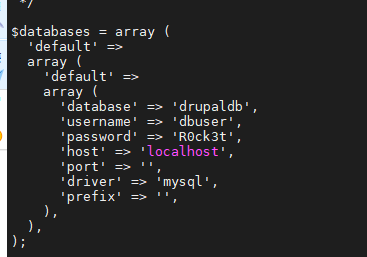 */
$databases = array (
'default' =>
array (
'default' =>
array (
'database' => 'drupaldb',
'username' => 'dbuser',
'password' => 'R0ck3t',
'host' => 'localhost',
'port' => '',
'driver' => 'mysql',
'prefix' => '',
),
),
);